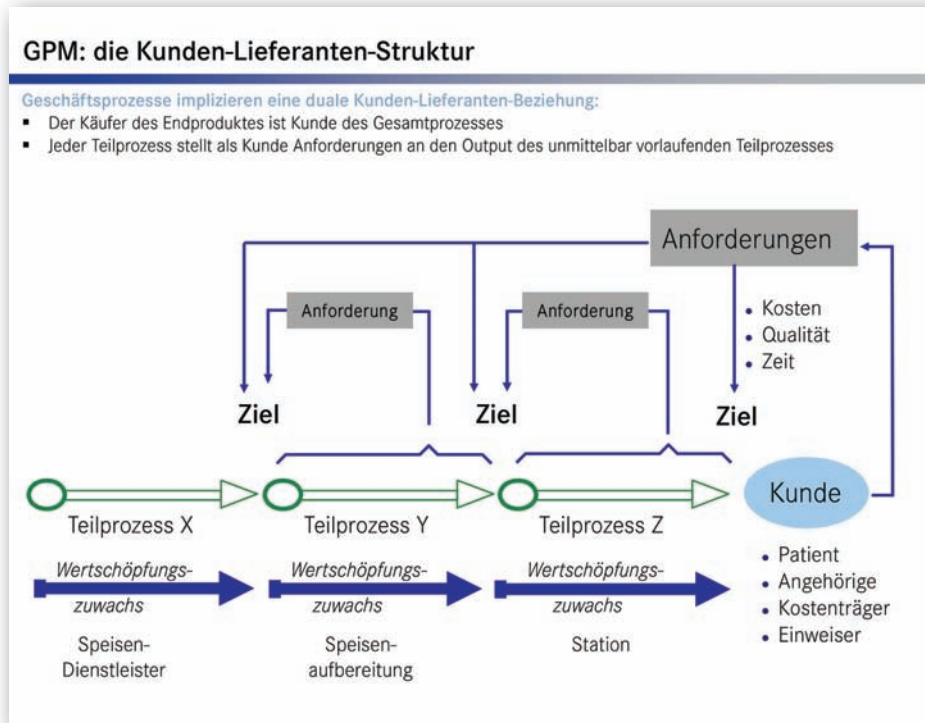 GPM: die Kunden-Lieferanten-Struktur
Geschäftsprozesse implizieren eine duale Kunden-Lieferanten-Beziehung:
▪ Der Käufer des Endproduktes ist Kunde des Gesamtprozesses
▪ Jeder Teilprozess stellt als Kunde Anforderungen an den Output des unmittelbar vorlaufenden Teilprozesses
Anforderungen
Anforderung
Anforderung
• Kosten
• Qualität
• Zeit
Ziel
Ziel
Ziel
Kunde
Teilprozess X
Teilprozess Y
Teilprozess Z
Wertschöpfungs-
zuwachs
Wertschöpfungs-
zuwachs
Wertschöpfungs-
zuwachs
Speisen-
Dienstleister
Speisen-
aufbereitung
Station
• Patient
• Angehörige
• Kostenträger
• Einweiser